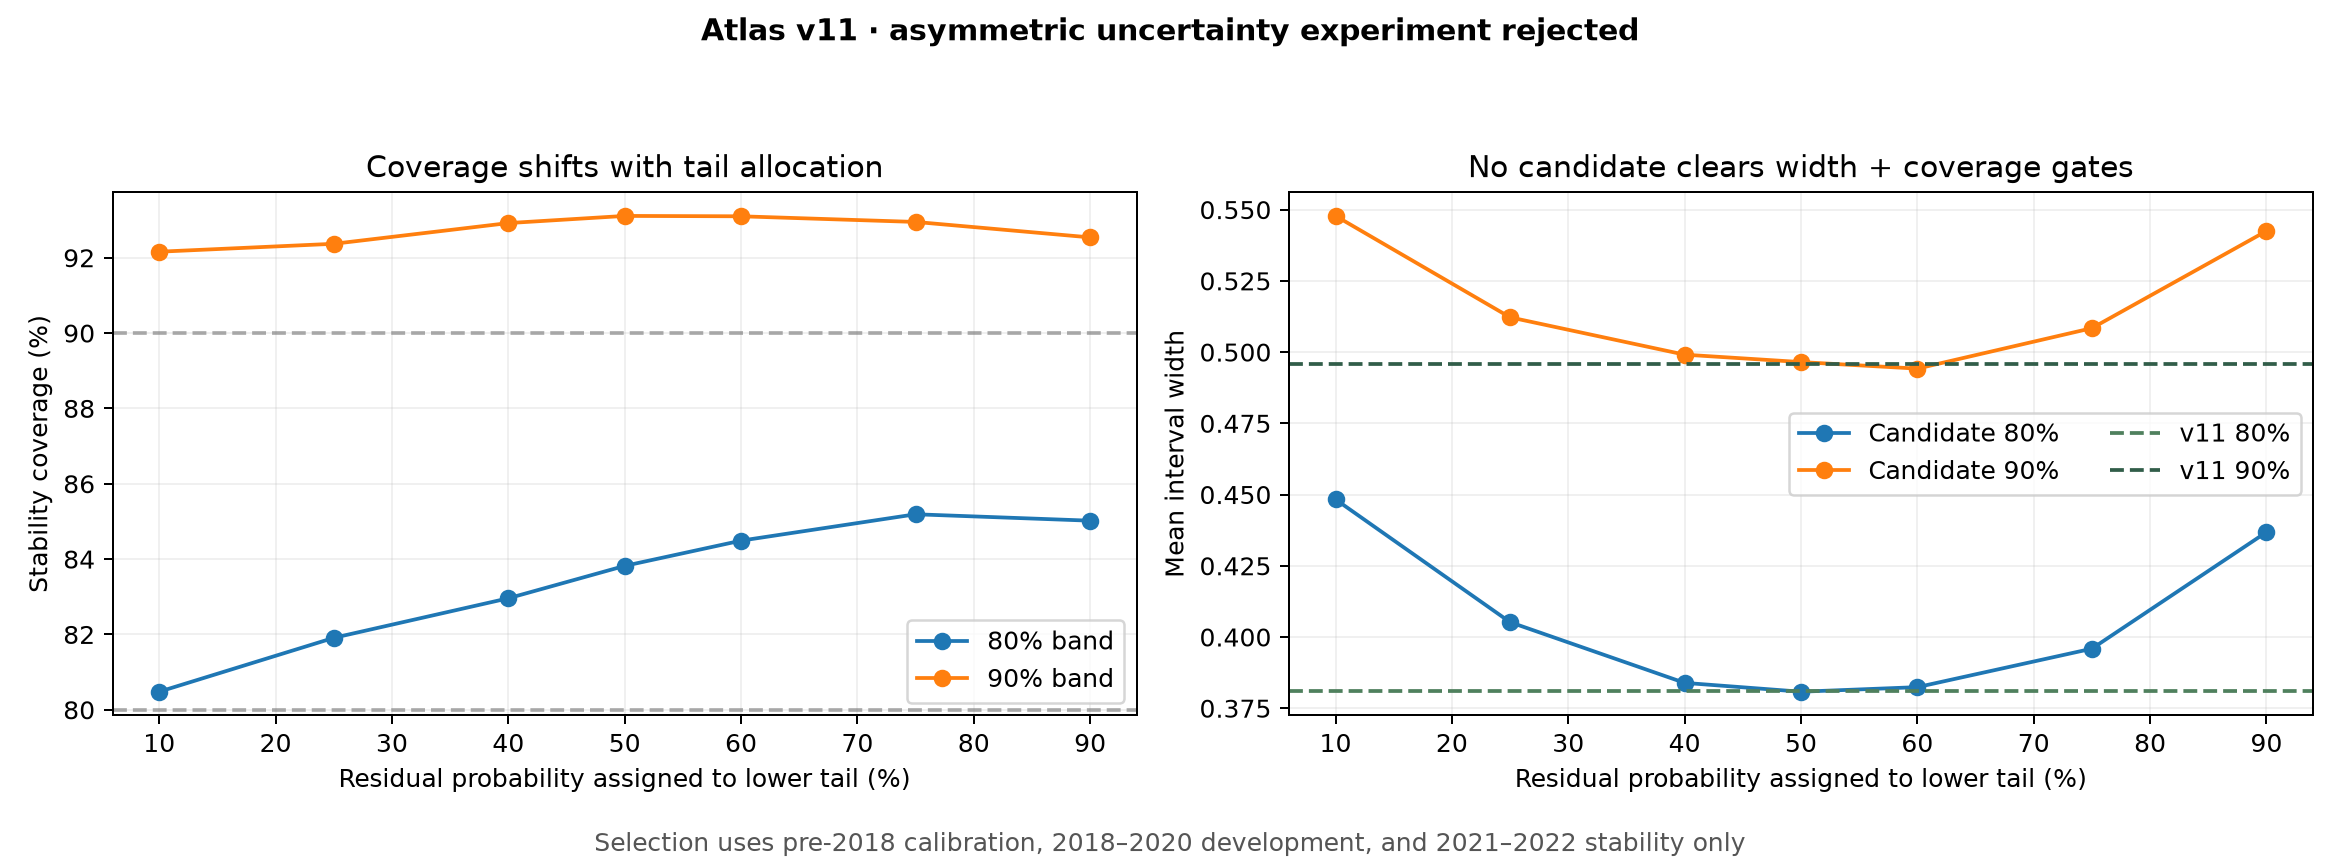 Atlas v11 · asymmetric uncertainty experiment rejected
Coverage shifts with tail allocation
Stability coverage (%)
92
90
88
86
84
82
80
80% band
90% band
10 20 30 40 50 60 70 80 90
Residual probability assigned to lower tail (%)
No candidate clears width + coverage gates
Mean interval width
0.550
0.525
0.500
0.475
0.450
0.425
0.400
0.375
Candidate 80% v11 80%
Candidate 90% v11 90%
10 20 30 40 50 60 70 80 90
Residual probability assigned to lower tail (%)
Selection uses pre-2018 calibration, 2018–2020 development, and 2021–2022 stability only